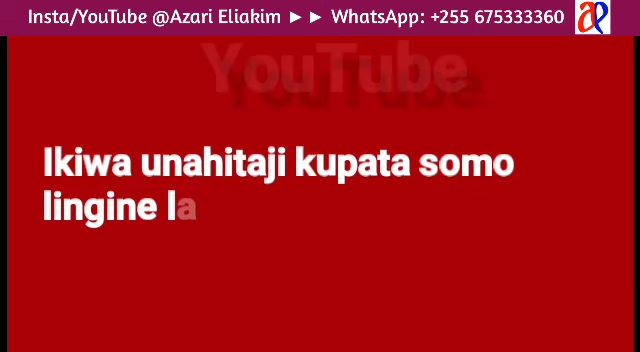 Insta/YouTube @Azari Eliakim ►► WhatsApp: +255 675333360
YouTube
Ikiwa unahitaji kupata somo
lingine la